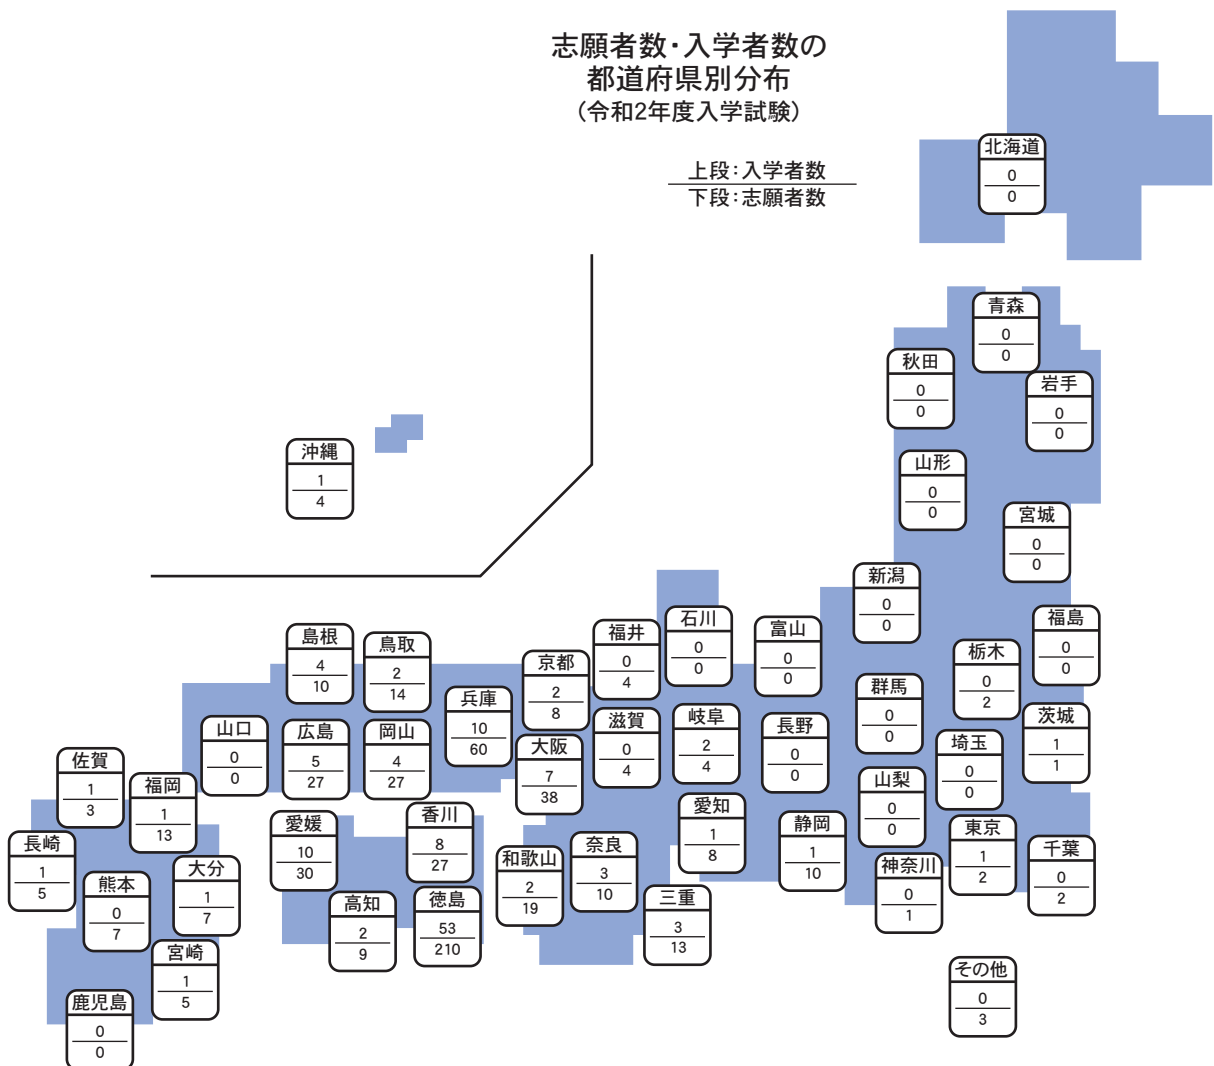 志願者数・入学者数の
都道府県別分布
（令和2年度入学試験）
上段：入学者数
下段：志願者数
北海道
0
0
青森
0
0
秋田
0
0
岩手
0
0
山形
0
0
宮城
0
0
沖縄
1
4
新潟
0
0
福島
0
0
石川
0
0
富山
0
0
福井
0
4
島根
4
10
鳥取
2
14
京都
2
8
栃木
0
2
兵庫
10
60
群馬
0
0
茨城
1
1
滋賀
0
4
岐阜
2
4
長野
0
0
山口
0
0
広島
5
27
岡山
4
27
大阪
7
38
埼玉
0
0
佐賀
1
3
福岡
1
13
山梨
0
0
愛知
1
8
香川
8
27
愛媛
10
30
静岡
1
10
東京
1
2
長崎
1
5
奈良
3
10
千葉
0
2
和歌山
2
19
神奈川
0
1
大分
1
7
熊本
0
7
高知
2
9
徳島
53
210
三重
3
13
宮崎
1
5
その他
0
3
鹿児島
0
0